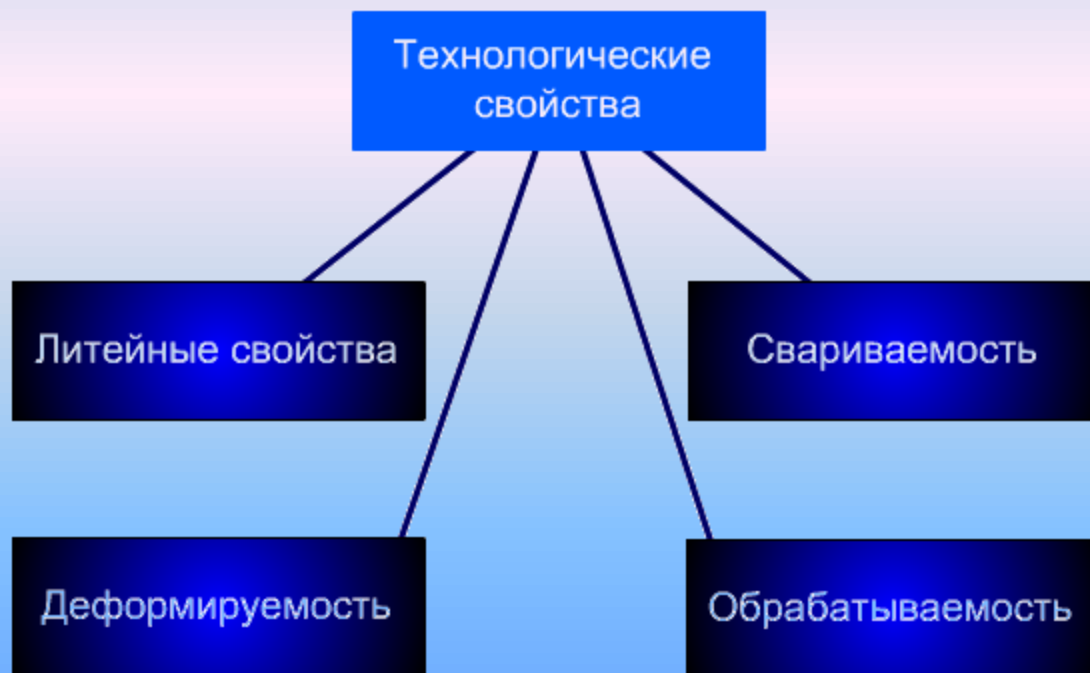 Технологические
свойства
Литейные свойства
Свариваемость
Деформируемость
Обрабатываемость